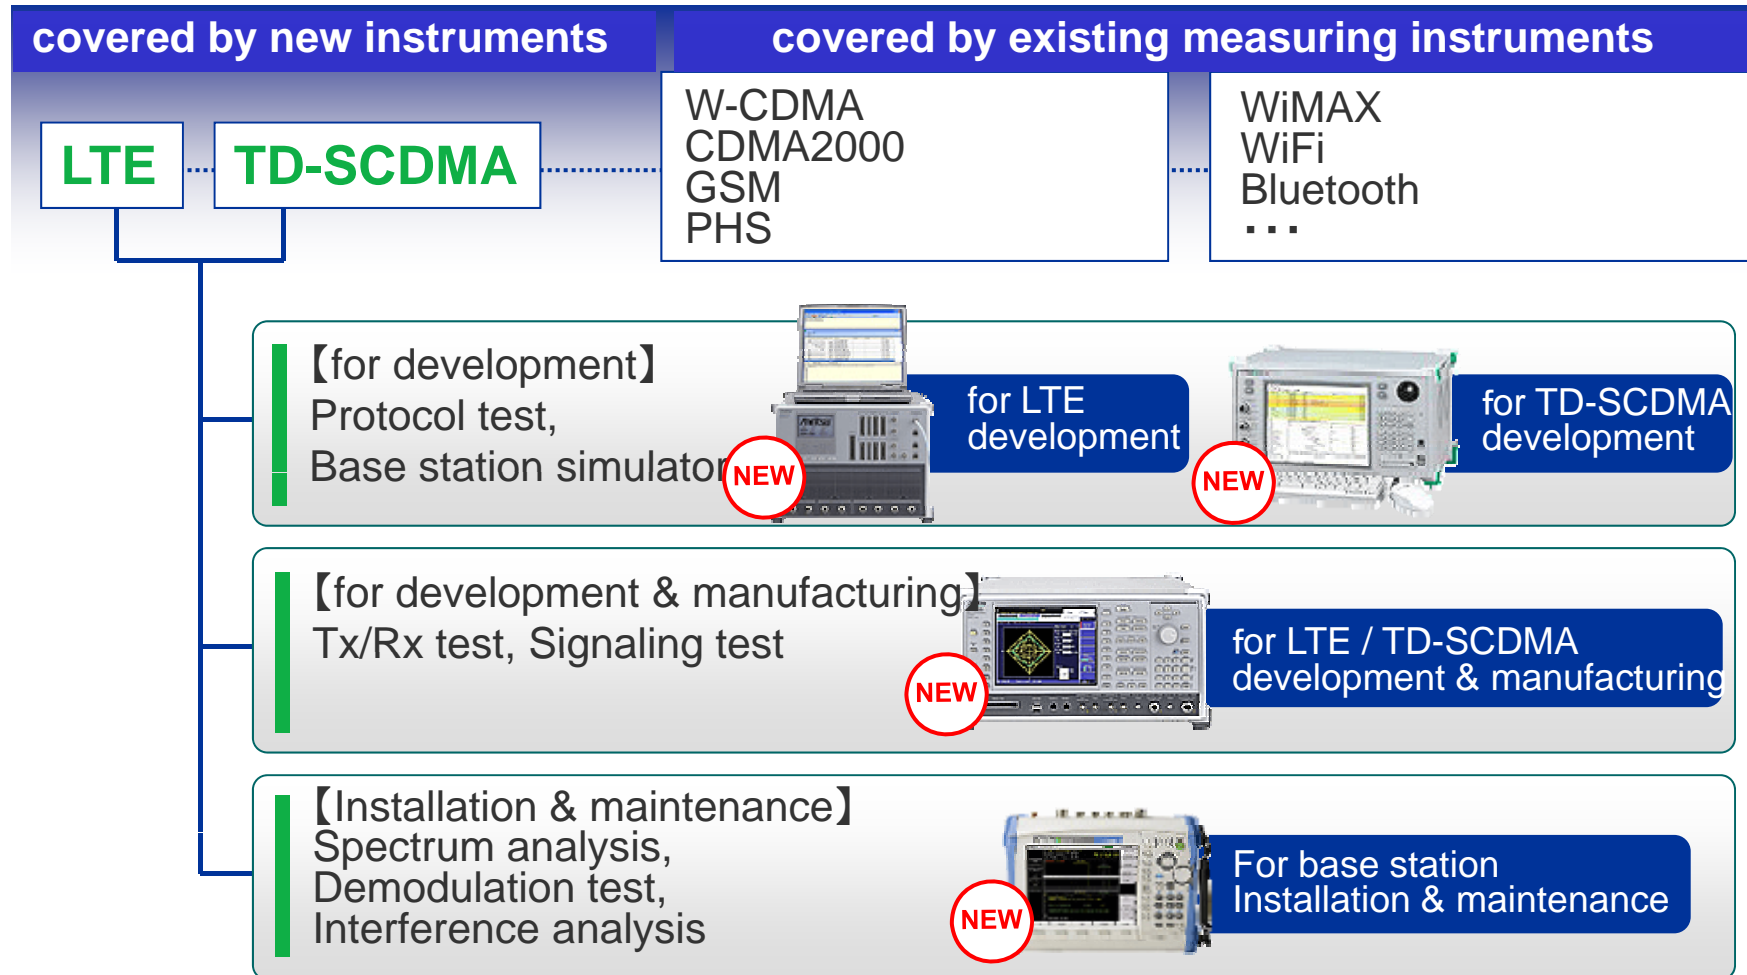 covered by new instruments
covered by existing measuring instruments
LTE
TD-SCDMA
W-CDMA
CDMA2000
GSM
PHS
WiMAX
WiFi
Bluetooth
・・・
【for development】
Protocol test,
Base station simulator
Anritsu
NEW
for LTE
development
NEW
for TD-SCDMA
development
【for development & manufacturing】
Tx/Rx test, Signaling test
NEW
for LTE / TD-SCDMA
development & manufacturing
【Installation & maintenance】
Spectrum analysis,
Demodulation test,
Interference analysis
NEW
For base station
Installation & maintenance